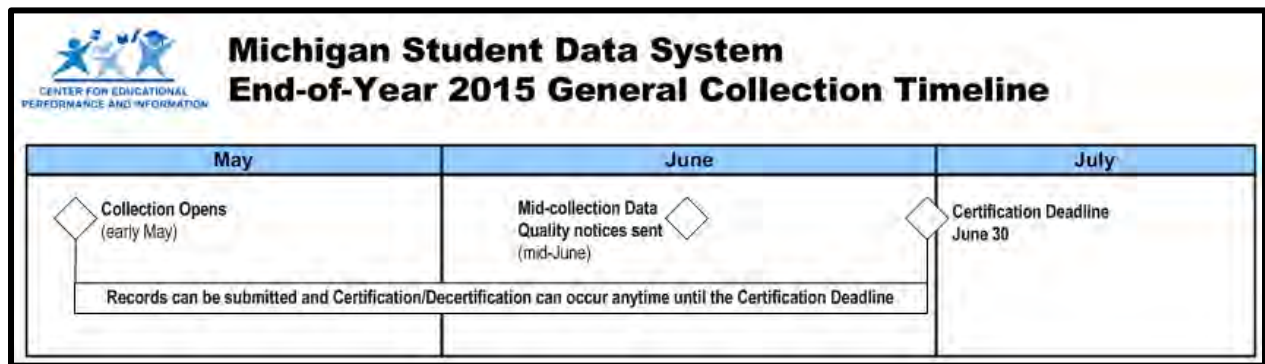 CENTER FOR EDUCATIONAL
PERFORMANCE AND INFORMATION
Michigan Student Data System
End-of-Year 2015 General Collection Timeline
May
June
July
Collection Opens
(early May)
Mid-collection Data
Quality notices sent
(mid-June)
Certification Deadline
June 30
Records can be submitted and Certification/Decertification can occur anytime until the Certification Deadline